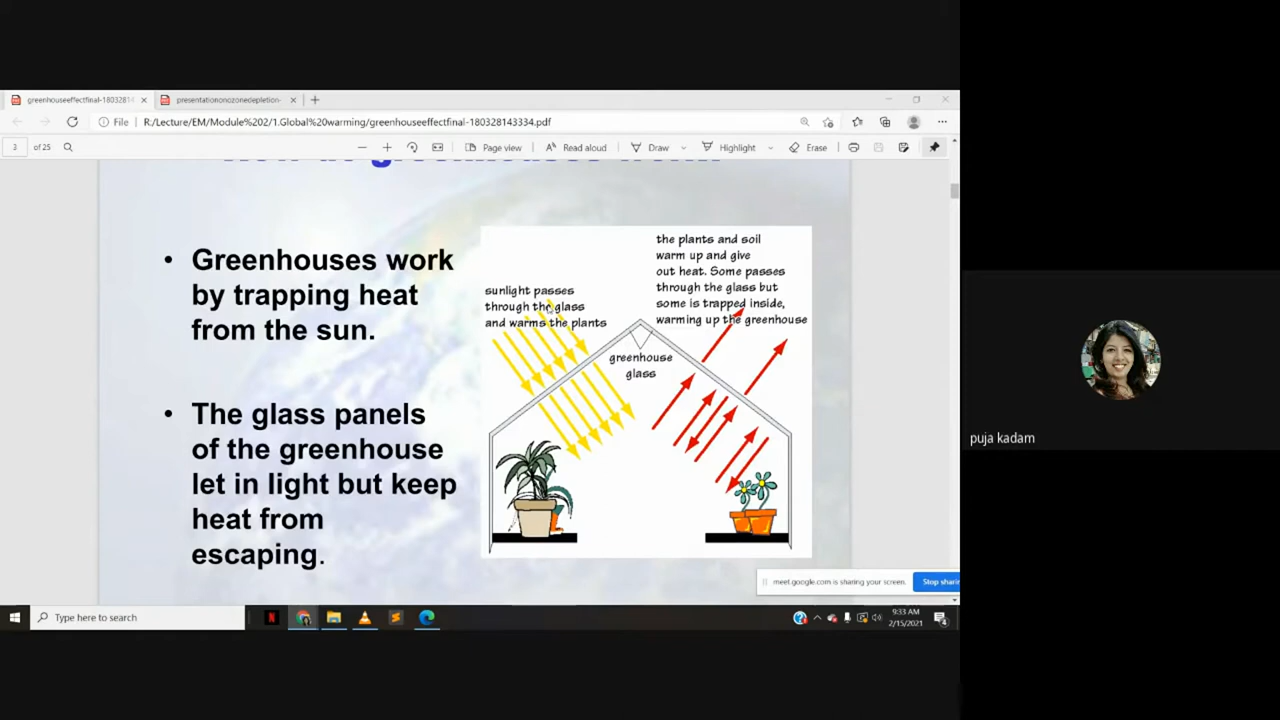 greenhouseeffectfinal-1803281
presentationonozonedepletion-
File
R:/Lecture/EM/Module%202/1.Global%20warming/greenhouseeffectfinal-180328143334.pdf
3 of 25
Page view
Read aloud
Draw
Highlight
Erase
• Greenhouses work
by trapping heat
from the sun.
• The glass panels
of the greenhouse
let in light but keep
heat from
escaping.
sunlight passes
through the glass
and warms the plants
the plants and soil
warm up and give
out heat. Some passes
through the glass but
some is trapped inside,
warming up the greenhouse
greenhouse
glass
meet.google.com is sharing your screen.
Stop sharin
puja kadam
Type here to search
9:33 AM
2/15/2021
4